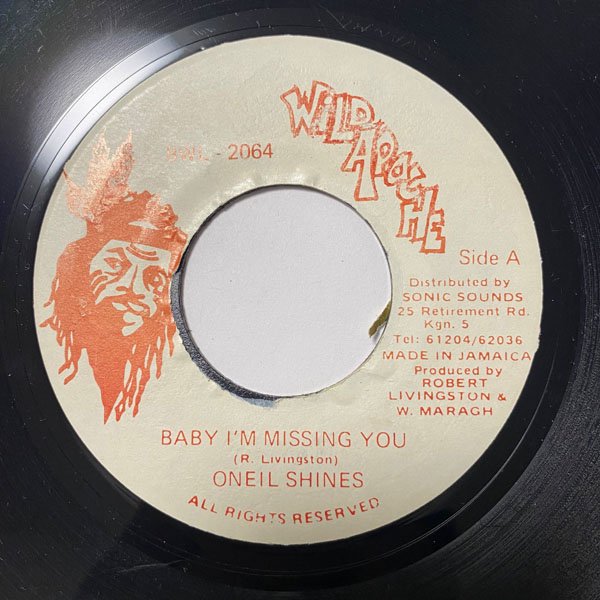 WILD
APACHE
- 2064
Side A
Distributed by
SONIC SOUNDS
25 Retirement Rd.
Kgn. 5
Tel: 61204/62036
MADE IN JAMAICA
Produced by
ROBERT
LIVINGSTON &
W. MARAGH
BABY I'M MISSING YOU
(R. Livingston)
ONEIL SHINES
ALL RIGHTS RESERVED